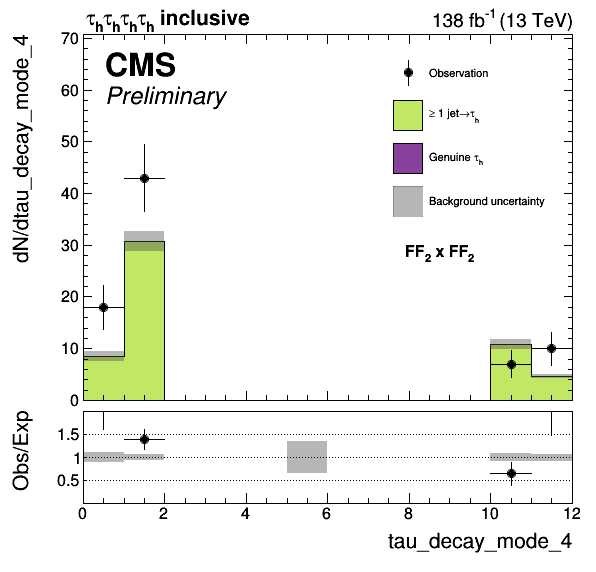 τhτhτhτh inclusive
138 fb⁻¹ (13 TeV)
CMS
Preliminary
Observation
≥ 1 jet→τh
Genuine τh
Background uncertainty
FF₂ x FF₂
dN/dtau_decay_mode_4
70
60
50
40
30
20
10
0
Obs/Exp
1.5
1
0.5
0 2 4 6 8 10 12
tau_decay_mode_4